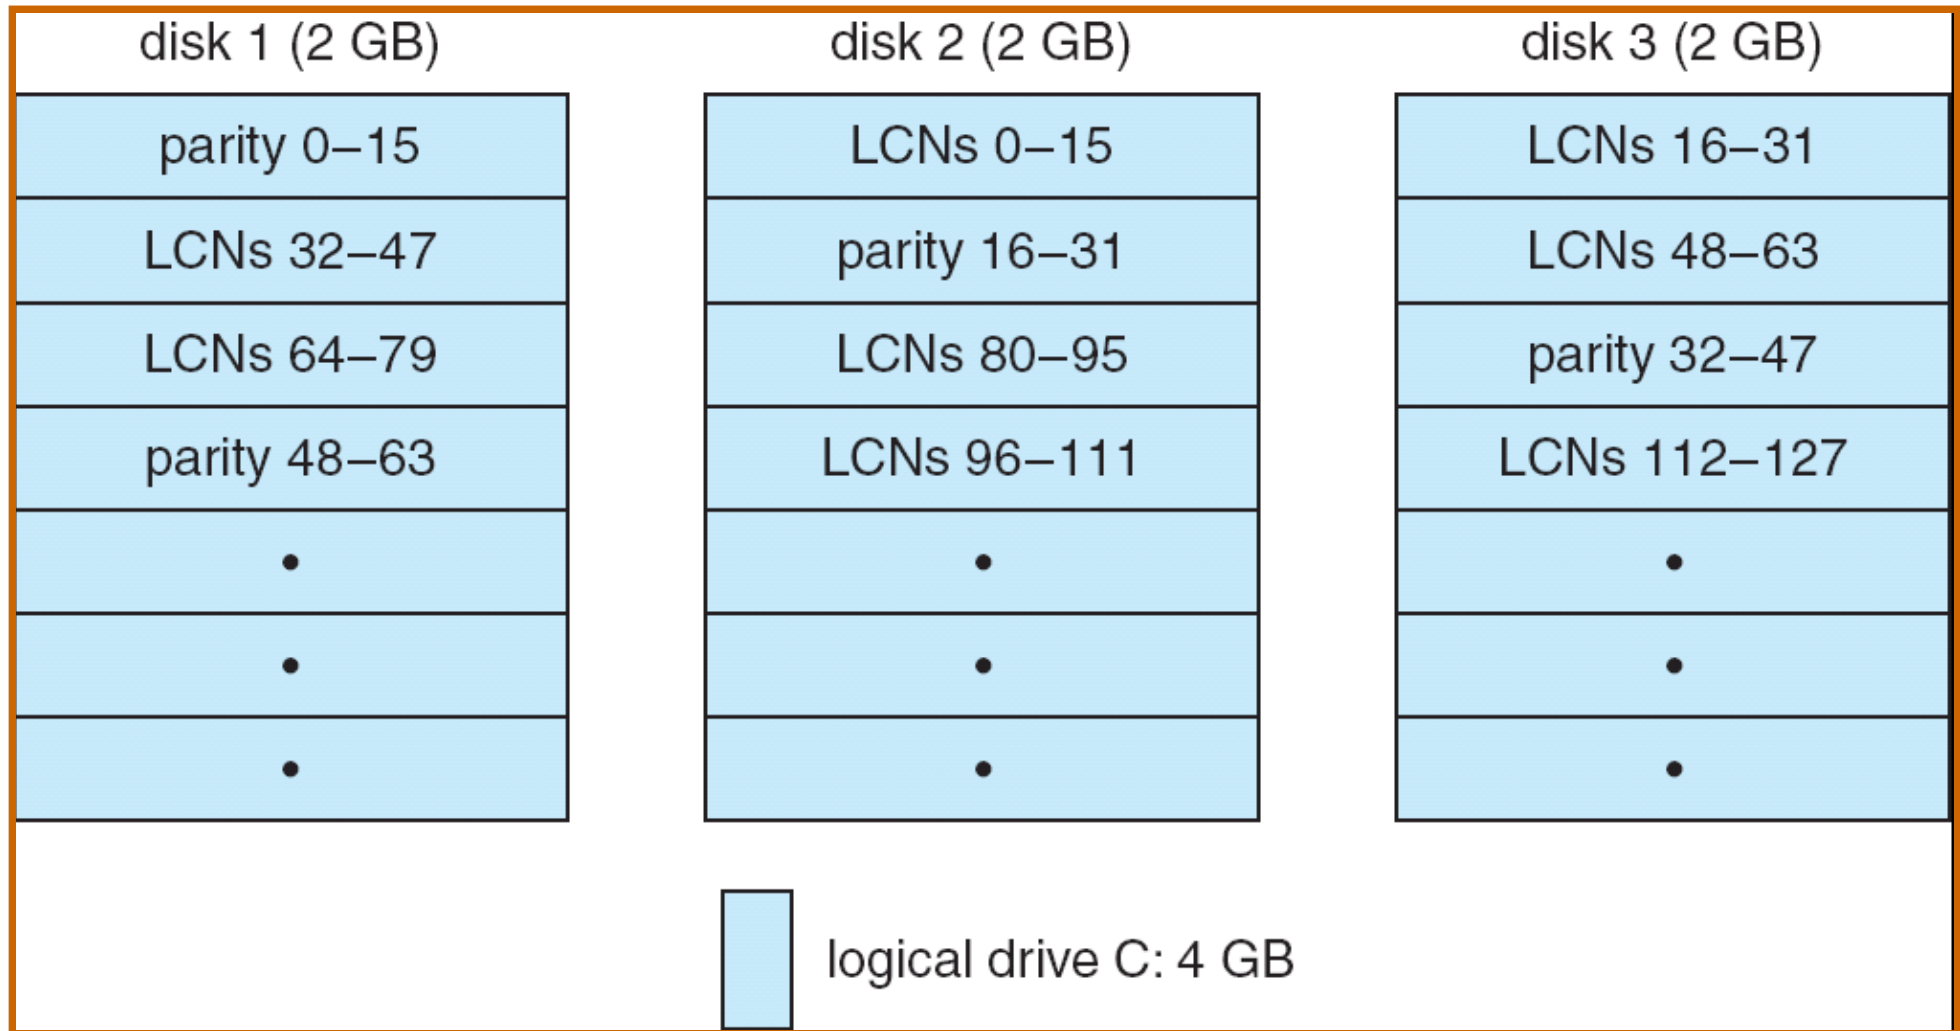 disk 1 (2 GB)
disk 2 (2 GB)
disk 3 (2 GB)
parity 0–15
LCNs 0–15
LCNs 16–31
LCNs 32–47
parity 16–31
LCNs 48–63
LCNs 64–79
LCNs 80–95
parity 32–47
parity 48–63
LCNs 96–111
LCNs 112–127
logical drive C: 4 GB